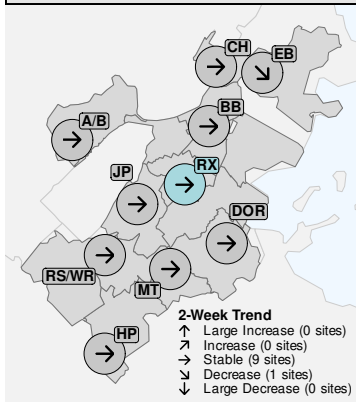 CH
EB
BB
A/B
RX
JP
DOR
RS/WR
MT
HP
2-Week Trend
↑ Large Increase (0 sites)
↗ Increase (0 sites)
→ Stable (9 sites)
↘ Decrease (1 sites)
↓ Large Decrease (0 sites)